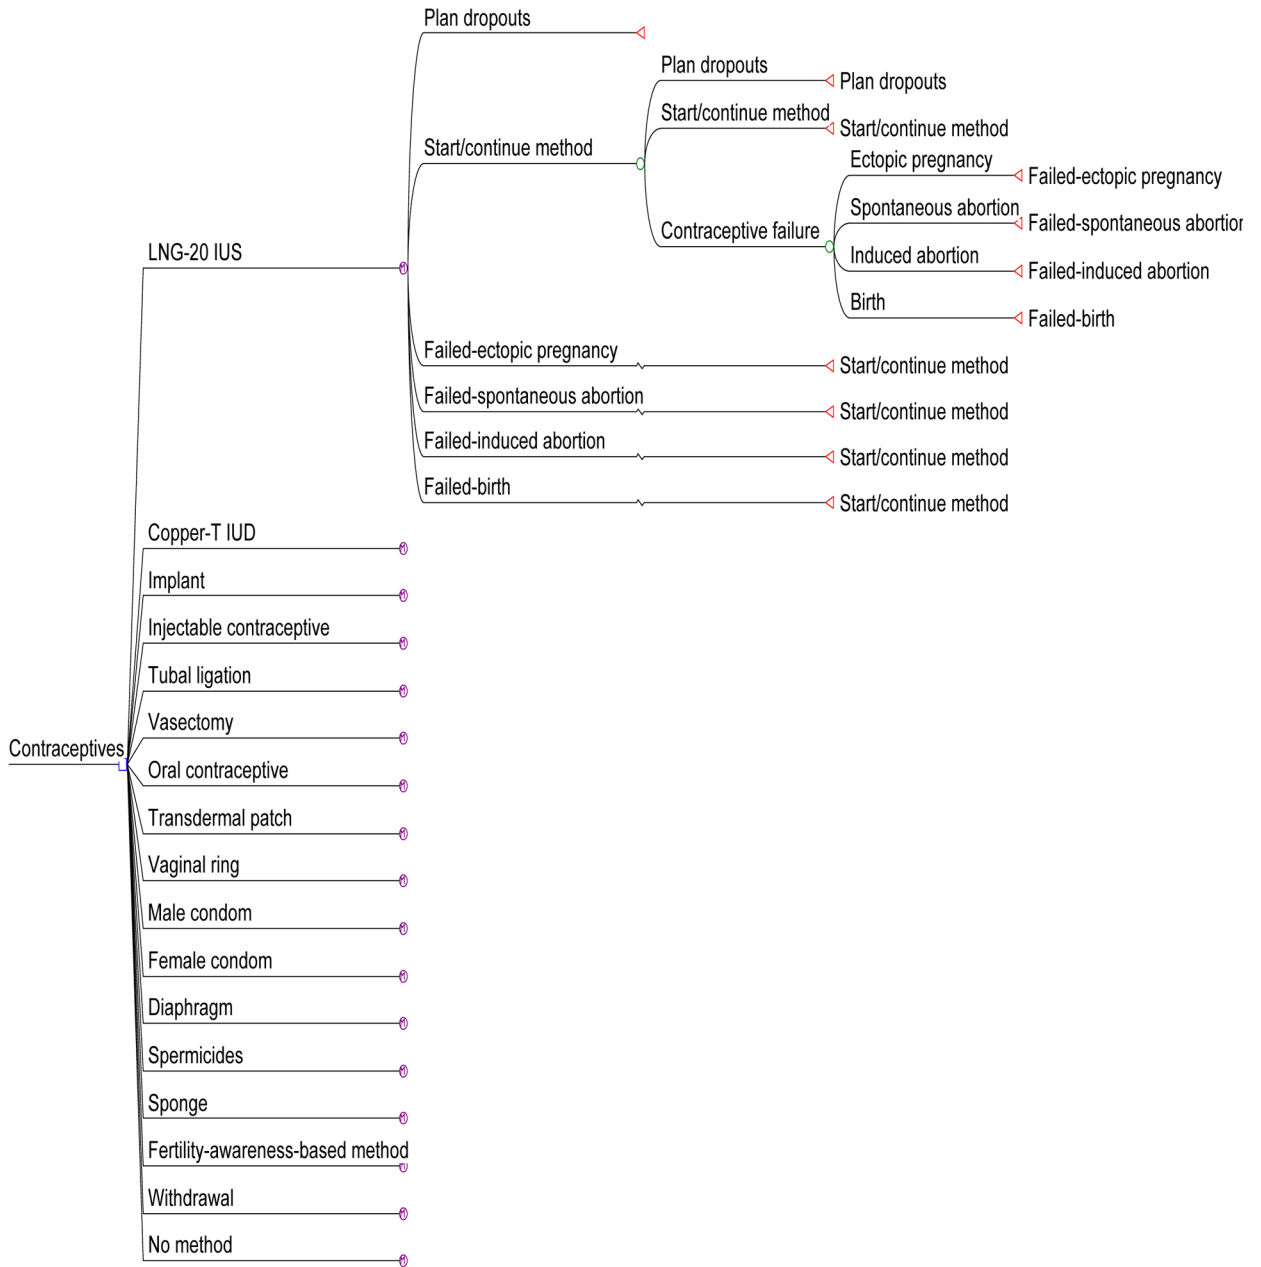 Plan dropouts
Plan dropouts
Plan dropouts
Start/continue method
Start/continue method
Start/continue method
Ectopic pregnancy
Failed-ectopic pregnancy
Spontaneous abortion
Failed-spontaneous abortion
Contraceptive failure
Induced abortion
Failed-induced abortion
Birth
Failed-birth
LNG-20 IUS
Failed-ectopic pregnancy
Start/continue method
Failed-spontaneous abortion
Start/continue method
Failed-induced abortion
Start/continue method
Failed-birth
Start/continue method
Copper-T IUD
Implant
Injectable contraceptive
Tubal ligation
Vasectomy
Contraceptives
Oral contraceptive
Transdermal patch
Vaginal ring
Male condom
Female condom
Diaphragm
Spermicides
Sponge
Fertility-awareness-based method
Withdrawal
No method